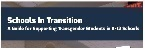 Schools In Transition
A Guide for Supporting Transgender Students in K-12 Schools